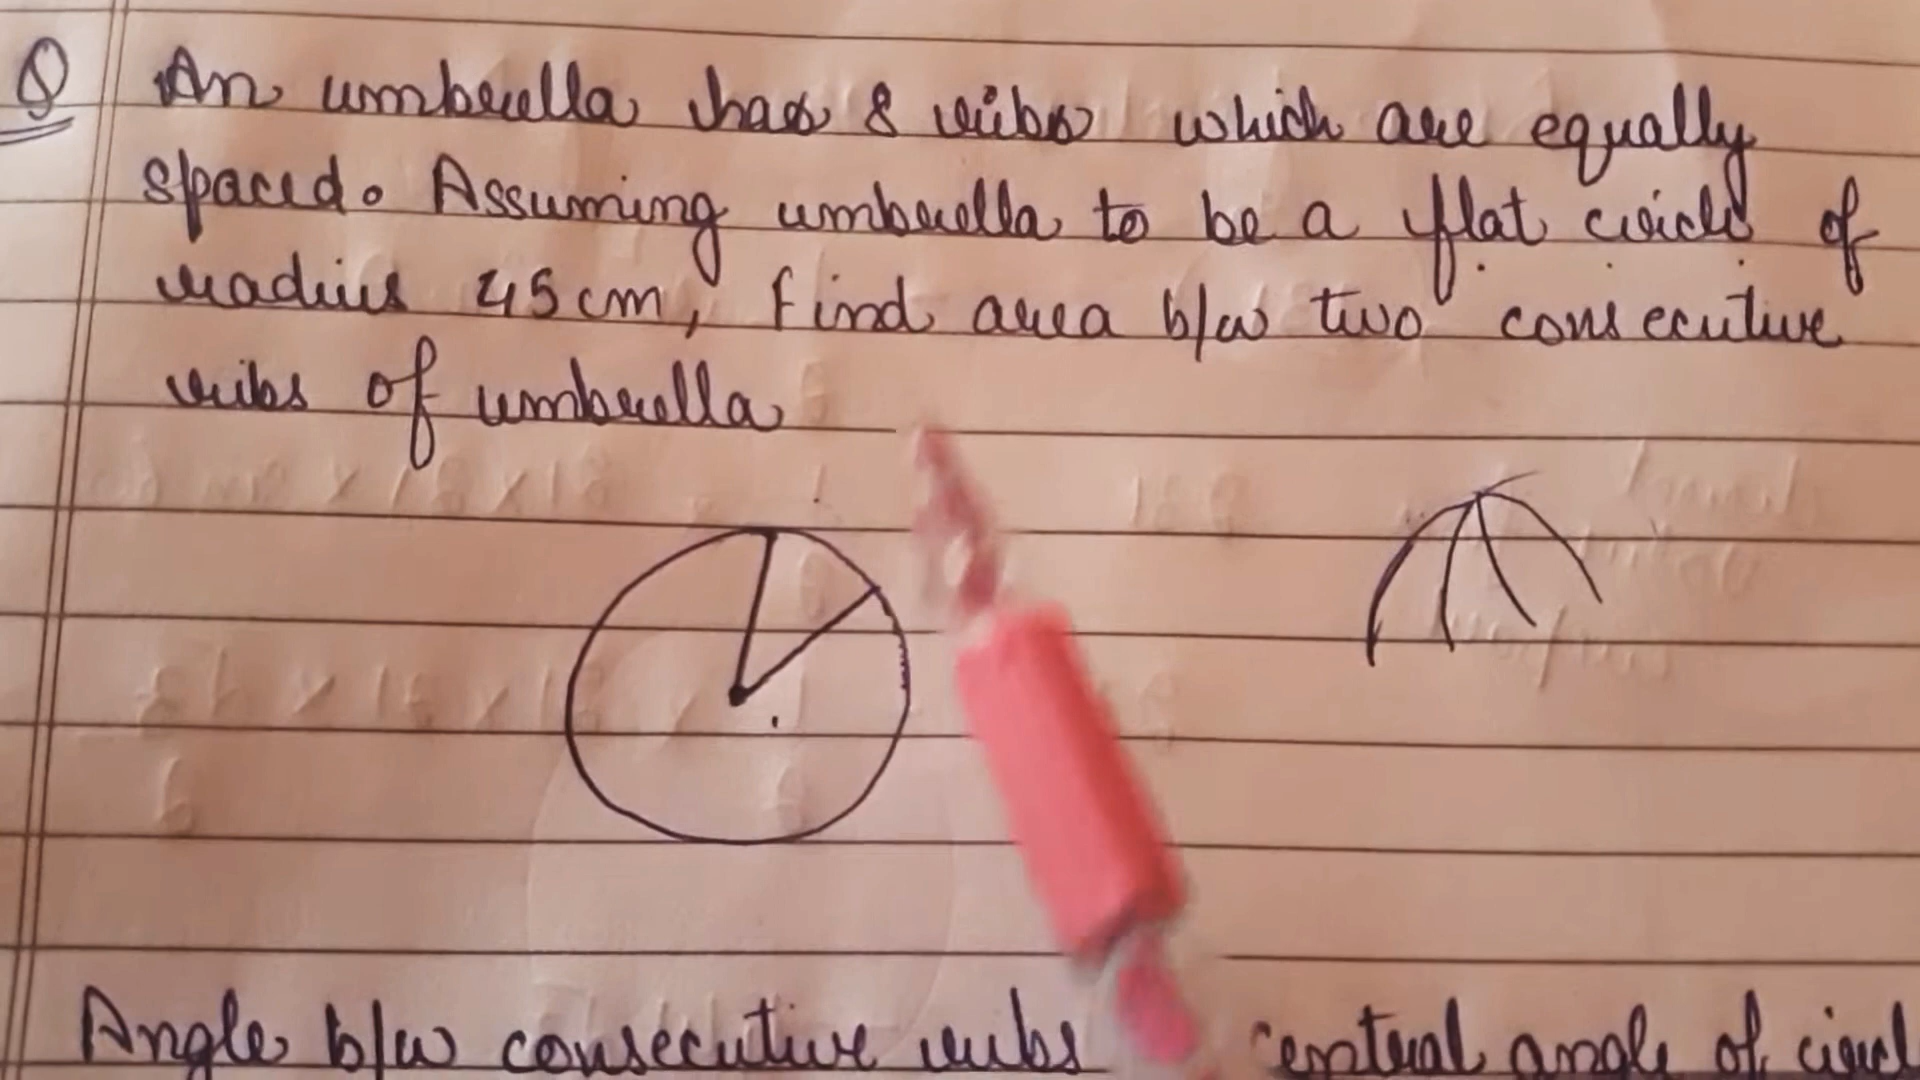 Q An umbrella has 8 ribs which are equally
spaced. Assuming umbrella to be a flat circle of
radius 45 cm, Find area b/w two consecutive
ribs of umbrella
Angle b/w consecutive ribs central angle of